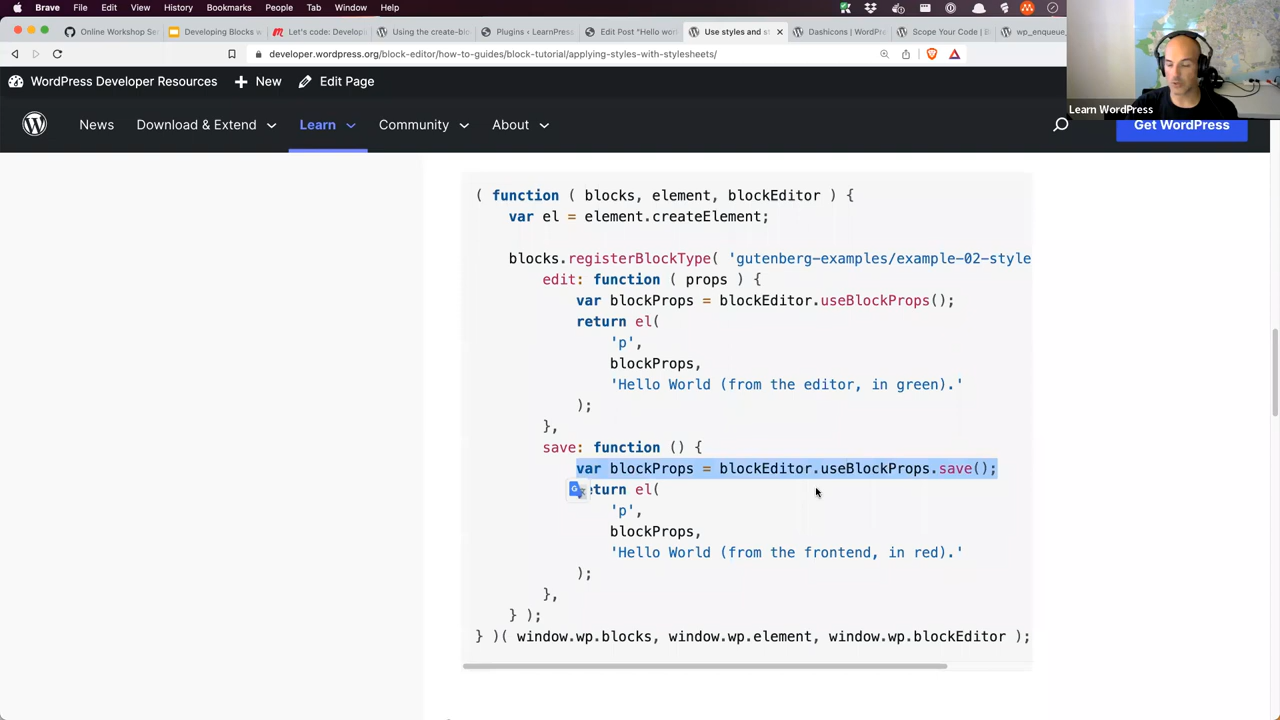 Brave File Edit View History Bookmarks People Tab Window Help
Online Workshop Se
Developing Blocks w
Let's code: Develop
Using the create-blo
Plugins ‹ LearnPress
Edit Post "Hello worl
Use styles and st
Dashicons | WordPre
Scope Your Code | B
wp_enqueue_
developer.wordpress.org/block-editor/how-to-guides/block-tutorial/applying-styles-with-stylesheets/
WordPress Developer Resources New Edit Page
Learn WordPress
News Download & Extend Learn Community About Get WordPress
( function ( blocks, element, blockEditor ) {
var el = element.createElement;
blocks.registerBlockType( 'gutenberg-examples/example-02-style
edit: function ( props ) {
var blockProps = blockEditor.useBlockProps();
return el(
'p',
blockProps,
'Hello World (from the editor, in green).'
);
},
save: function () {
var blockProps = blockEditor.useBlockProps.save();
eturn el(
'p',
blockProps,
'Hello World (from the frontend, in red).'
);
},
} );
} )( window.wp.blocks, window.wp.element, window.wp.blockEditor );